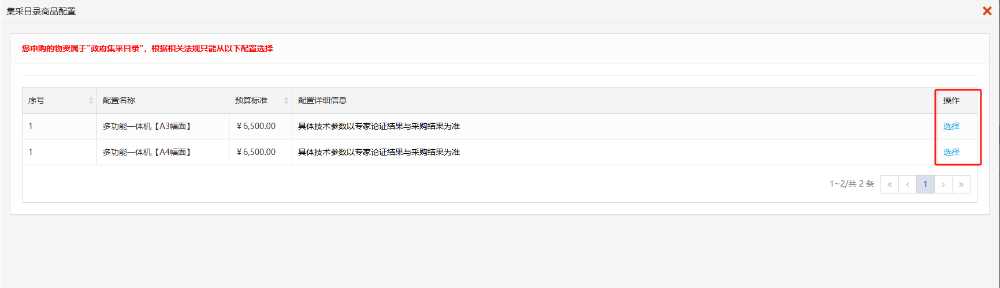 集采目录商品配置
您申购的物资属于"政府集采目录"，根据相关法规只能从以下配置选择
序号 配置名称 预算标准 配置详细信息 操作
1 多功能一体机【A3幅面】 ￥6,500.00 具体技术参数以专家论证结果与采购结果为准 选择
1 多功能一体机【A4幅面】 ￥6,500.00 具体技术参数以专家论证结果与采购结果为准 选择
1~2/共 2 条 « ‹ 1 › »